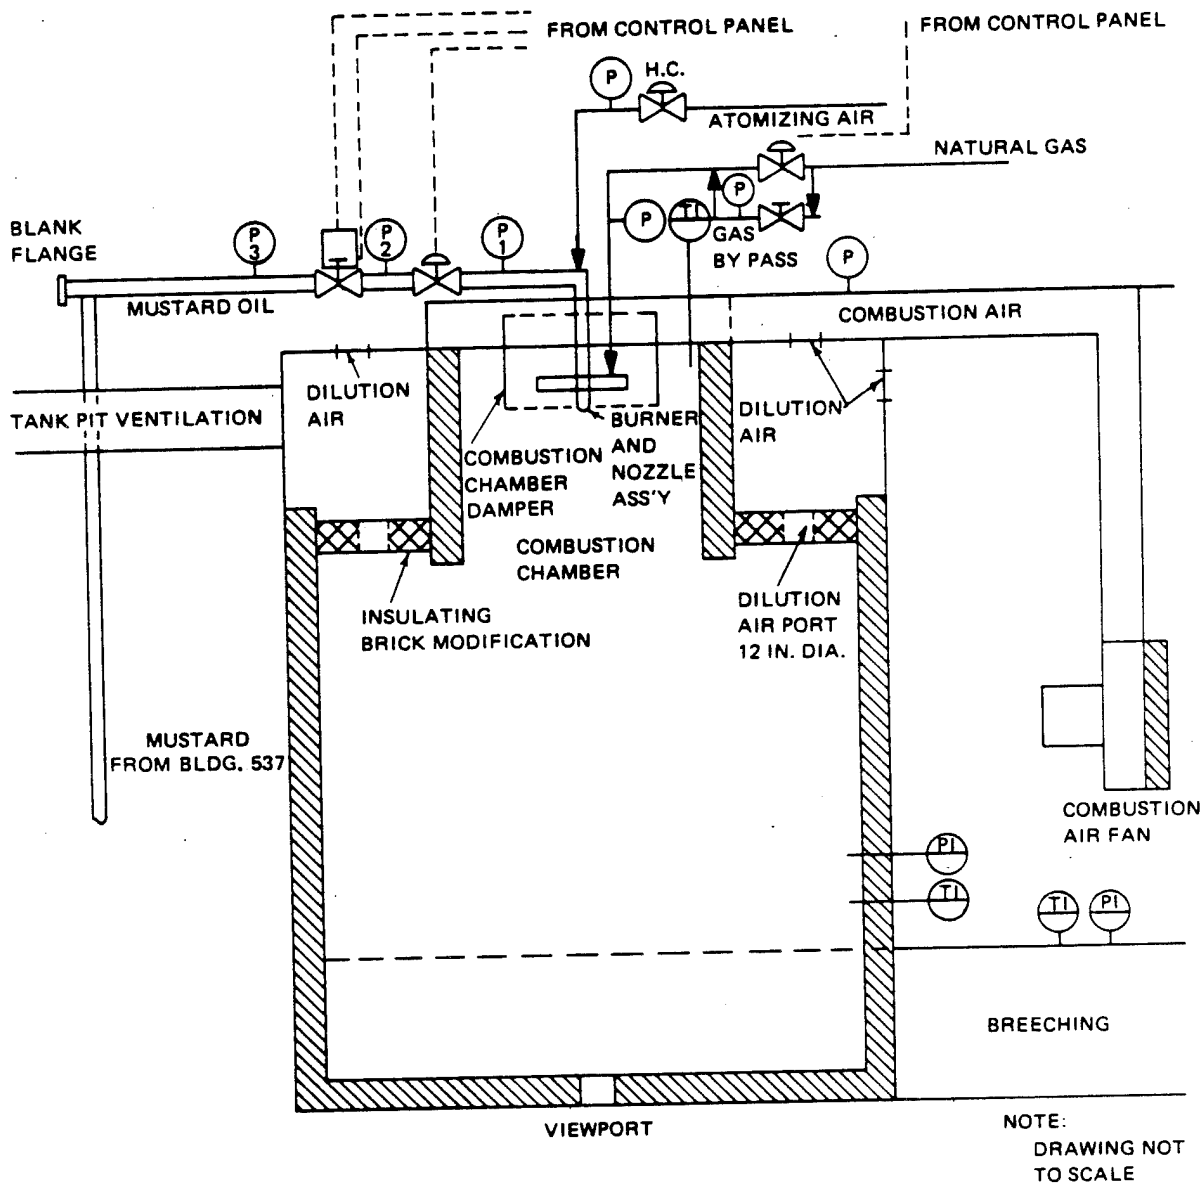 FROM CONTROL PANEL
FROM CONTROL PANEL
H.C.
P
ATOMIZING AIR
NATURAL GAS
P
TI
P
GAS
BY PASS
BLANK
FLANGE
P
3
P
2
P
1
P
MUSTARD OIL
COMBUSTION AIR
DILUTION
AIR
TANK PIT VENTILATION
COMBUSTION
CHAMBER
DAMPER
BURNER
AND
NOZZLE
ASS'Y
DILUTION
AIR
COMBUSTION
CHAMBER
INSULATING
BRICK MODIFICATION
DILUTION
AIR PORT
12 IN. DIA.
MUSTARD
FROM BLDG. 537
COMBUSTION
AIR FAN
PI
TI
TI
PI
BREECHING
VIEWPORT
NOTE:
DRAWING NOT
TO SCALE